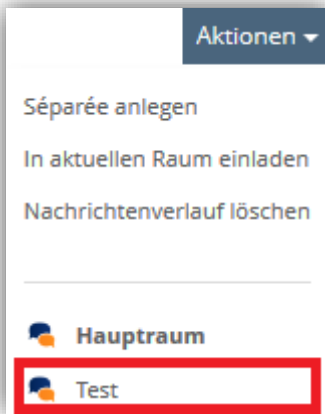 Aktionen
Séparée anlegen
In aktuellen Raum einladen
Nachrichtenverlauf löschen
Hauptraum
Test